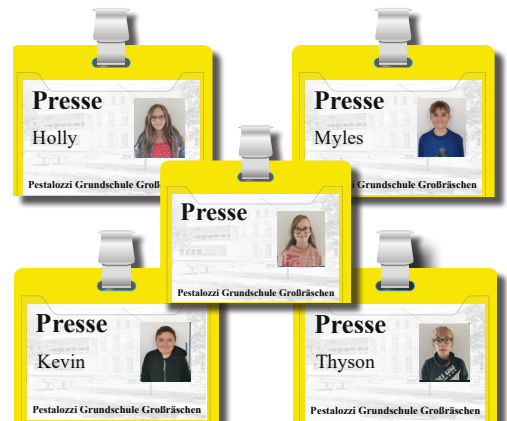 Presse
Holly
Pestalozzi Grundschule Groß
Presse
Myles
i Grundschule Großräschen
Presse
Pestalozzi Grundschule Großräschen
Presse
Kevin
Pestalozzi Grundschule Großräschen
Presse
Thyson
Pestalozzi Grundschule Großräschen